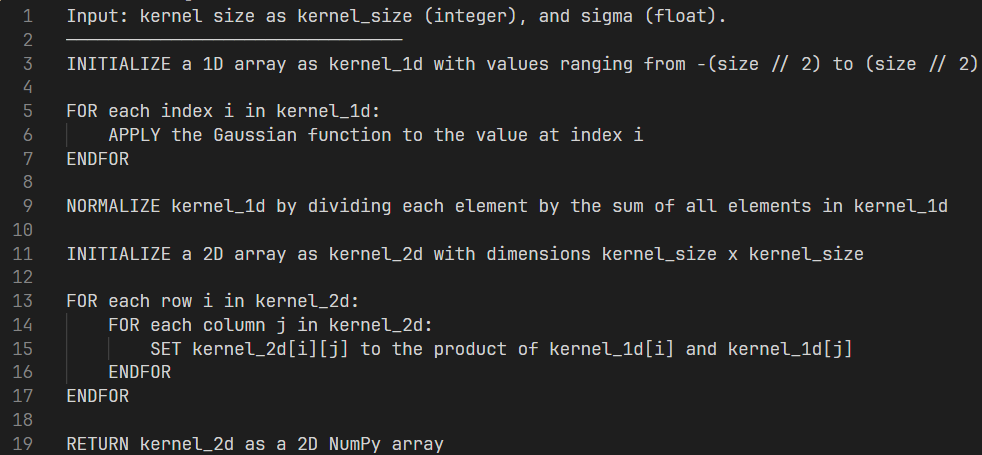 1 Input: kernel size as kernel_size (integer), and sigma (float).
2 ————————————————————————————————
3 INITIALIZE a 1D array as kernel_1d with values ranging from -(size // 2) to (size // 2)
4
5 FOR each index i in kernel_1d:
6     APPLY the Gaussian function to the value at index i
7 ENDFOR
8
9 NORMALIZE kernel_1d by dividing each element by the sum of all elements in kernel_1d
10
11 INITIALIZE a 2D array as kernel_2d with dimensions kernel_size x kernel_size
12
13 FOR each row i in kernel_2d:
14     FOR each column j in kernel_2d:
15         SET kernel_2d[i][j] to the product of kernel_1d[i] and kernel_1d[j]
16     ENDFOR
17 ENDFOR
18
19 RETURN kernel_2d as a 2D NumPy array